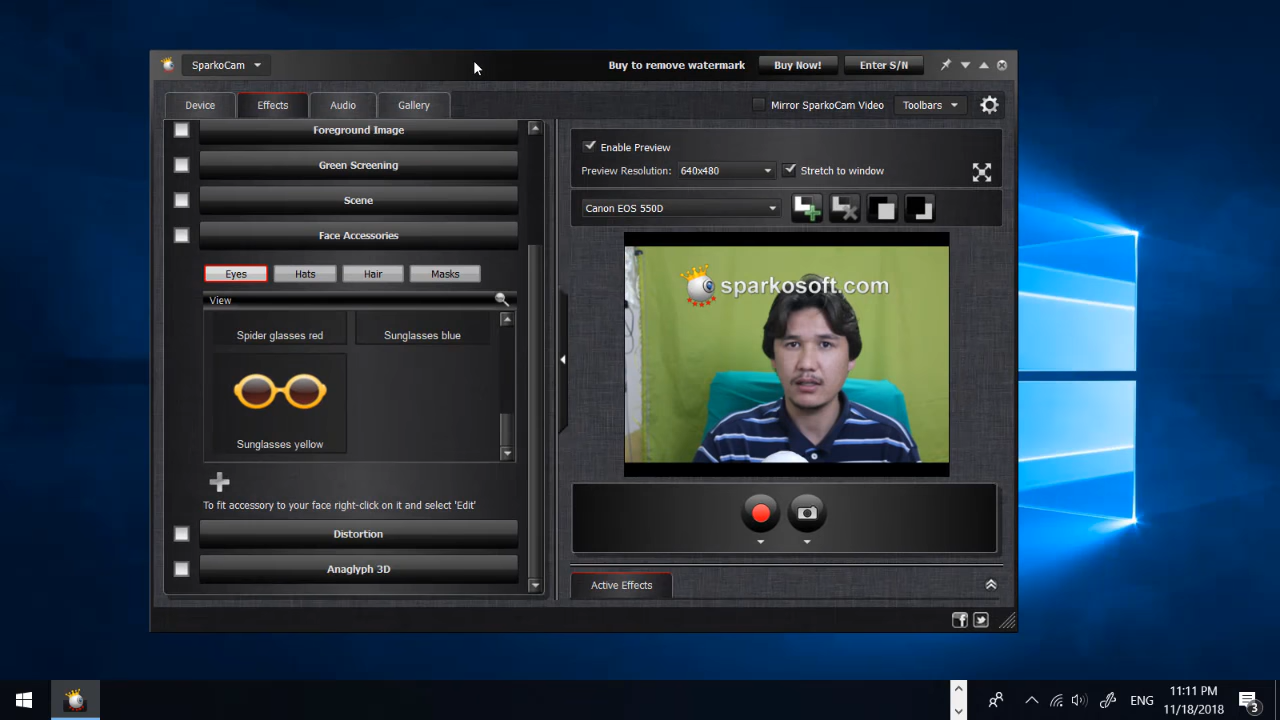 SparkoCam
Buy to remove watermark
Buy Now!
Enter S/N
Device
Effects
Audio
Gallery
Mirror SparkoCam Video
Toolbars
Foreground Image
Green Screening
Scene
Face Accessories
Eyes
Hats
Hair
Masks
View
Spider glasses red
Sunglasses blue
Sunglasses yellow
To fit accessory to your face right-click on it and select 'Edit'
Distortion
Anaglyph 3D
Enable Preview
Preview Resolution:
640x480
Stretch to window
Canon EOS 550D
sparkosoft.com
Active Effects
ENG
11:11 PM
11/18/2018
3